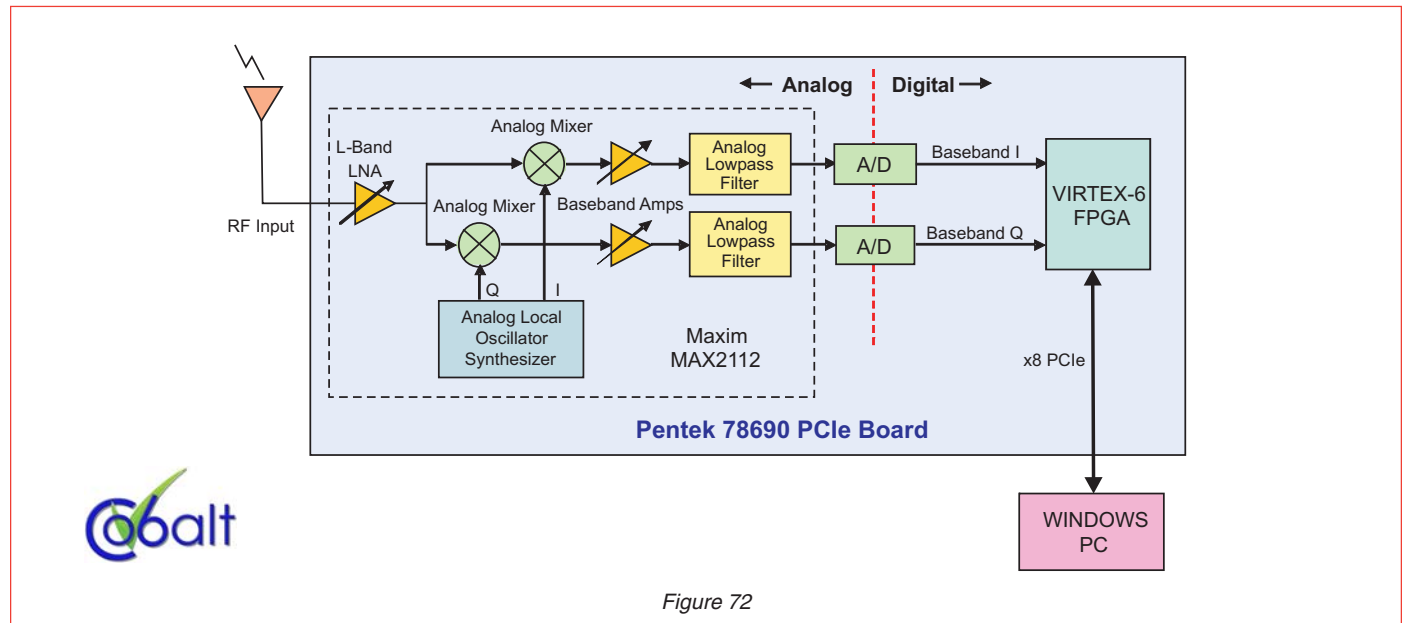 ← Analog
Digital →
Analog Mixer
L-Band
LNA
Analog
Lowpass
Filter
A/D
Baseband I
VIRTEX-6
FPGA
RF Input
Analog Mixer
Baseband Amps
Analog
Lowpass
Filter
A/D
Baseband Q
Q
I
Analog Local
Oscillator
Synthesizer
Maxim
MAX2112
x8 PCIe
Pentek 78690 PCIe Board
Cobalt
WINDOWS
PC
Figure 72